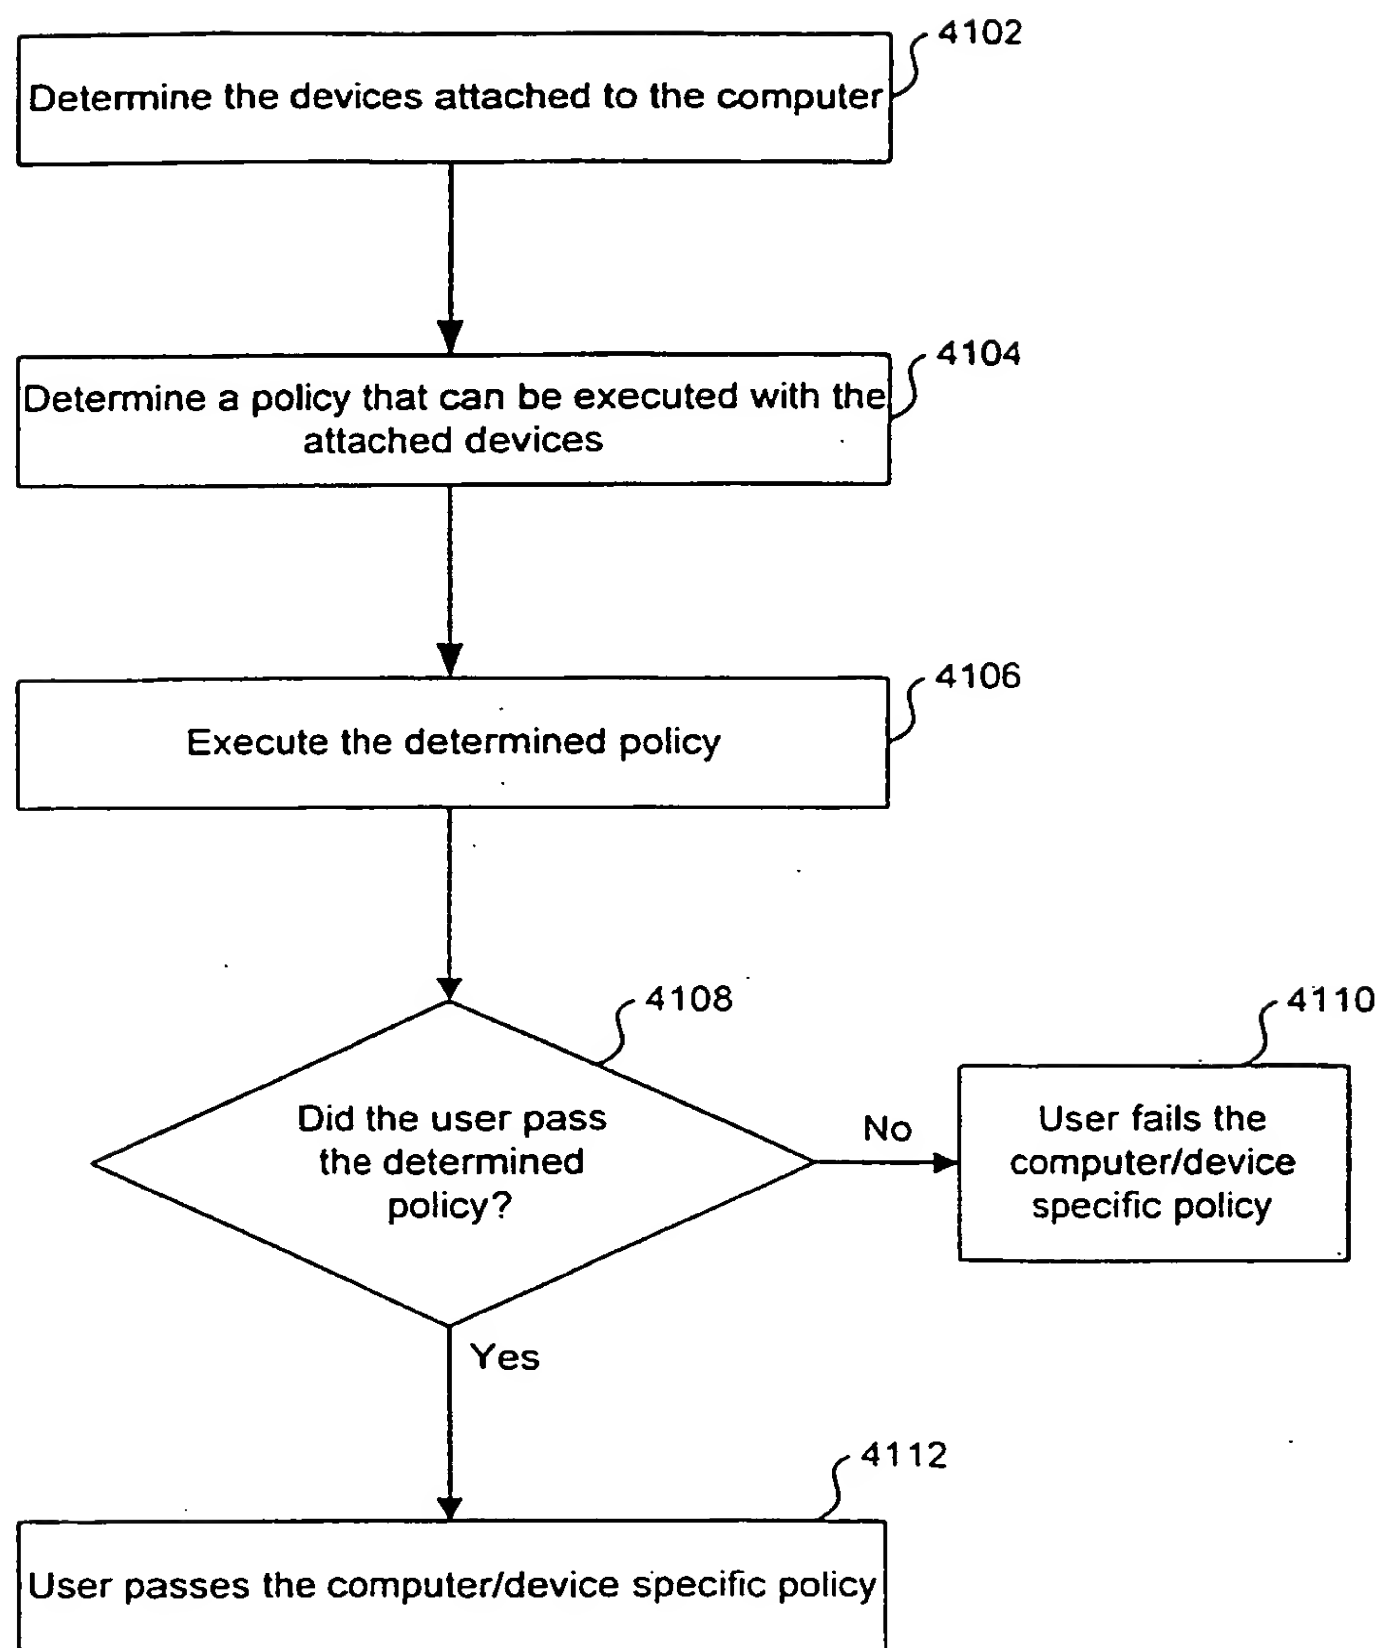 4102
Determine the devices attached to the computer
4104
Determine a policy that can be executed with the
attached devices
4106
Execute the determined policy
4108
Did the user pass
the determined
policy?
No
4110
User fails the
computer/device
specific policy
Yes
4112
User passes the computer/device specific policy